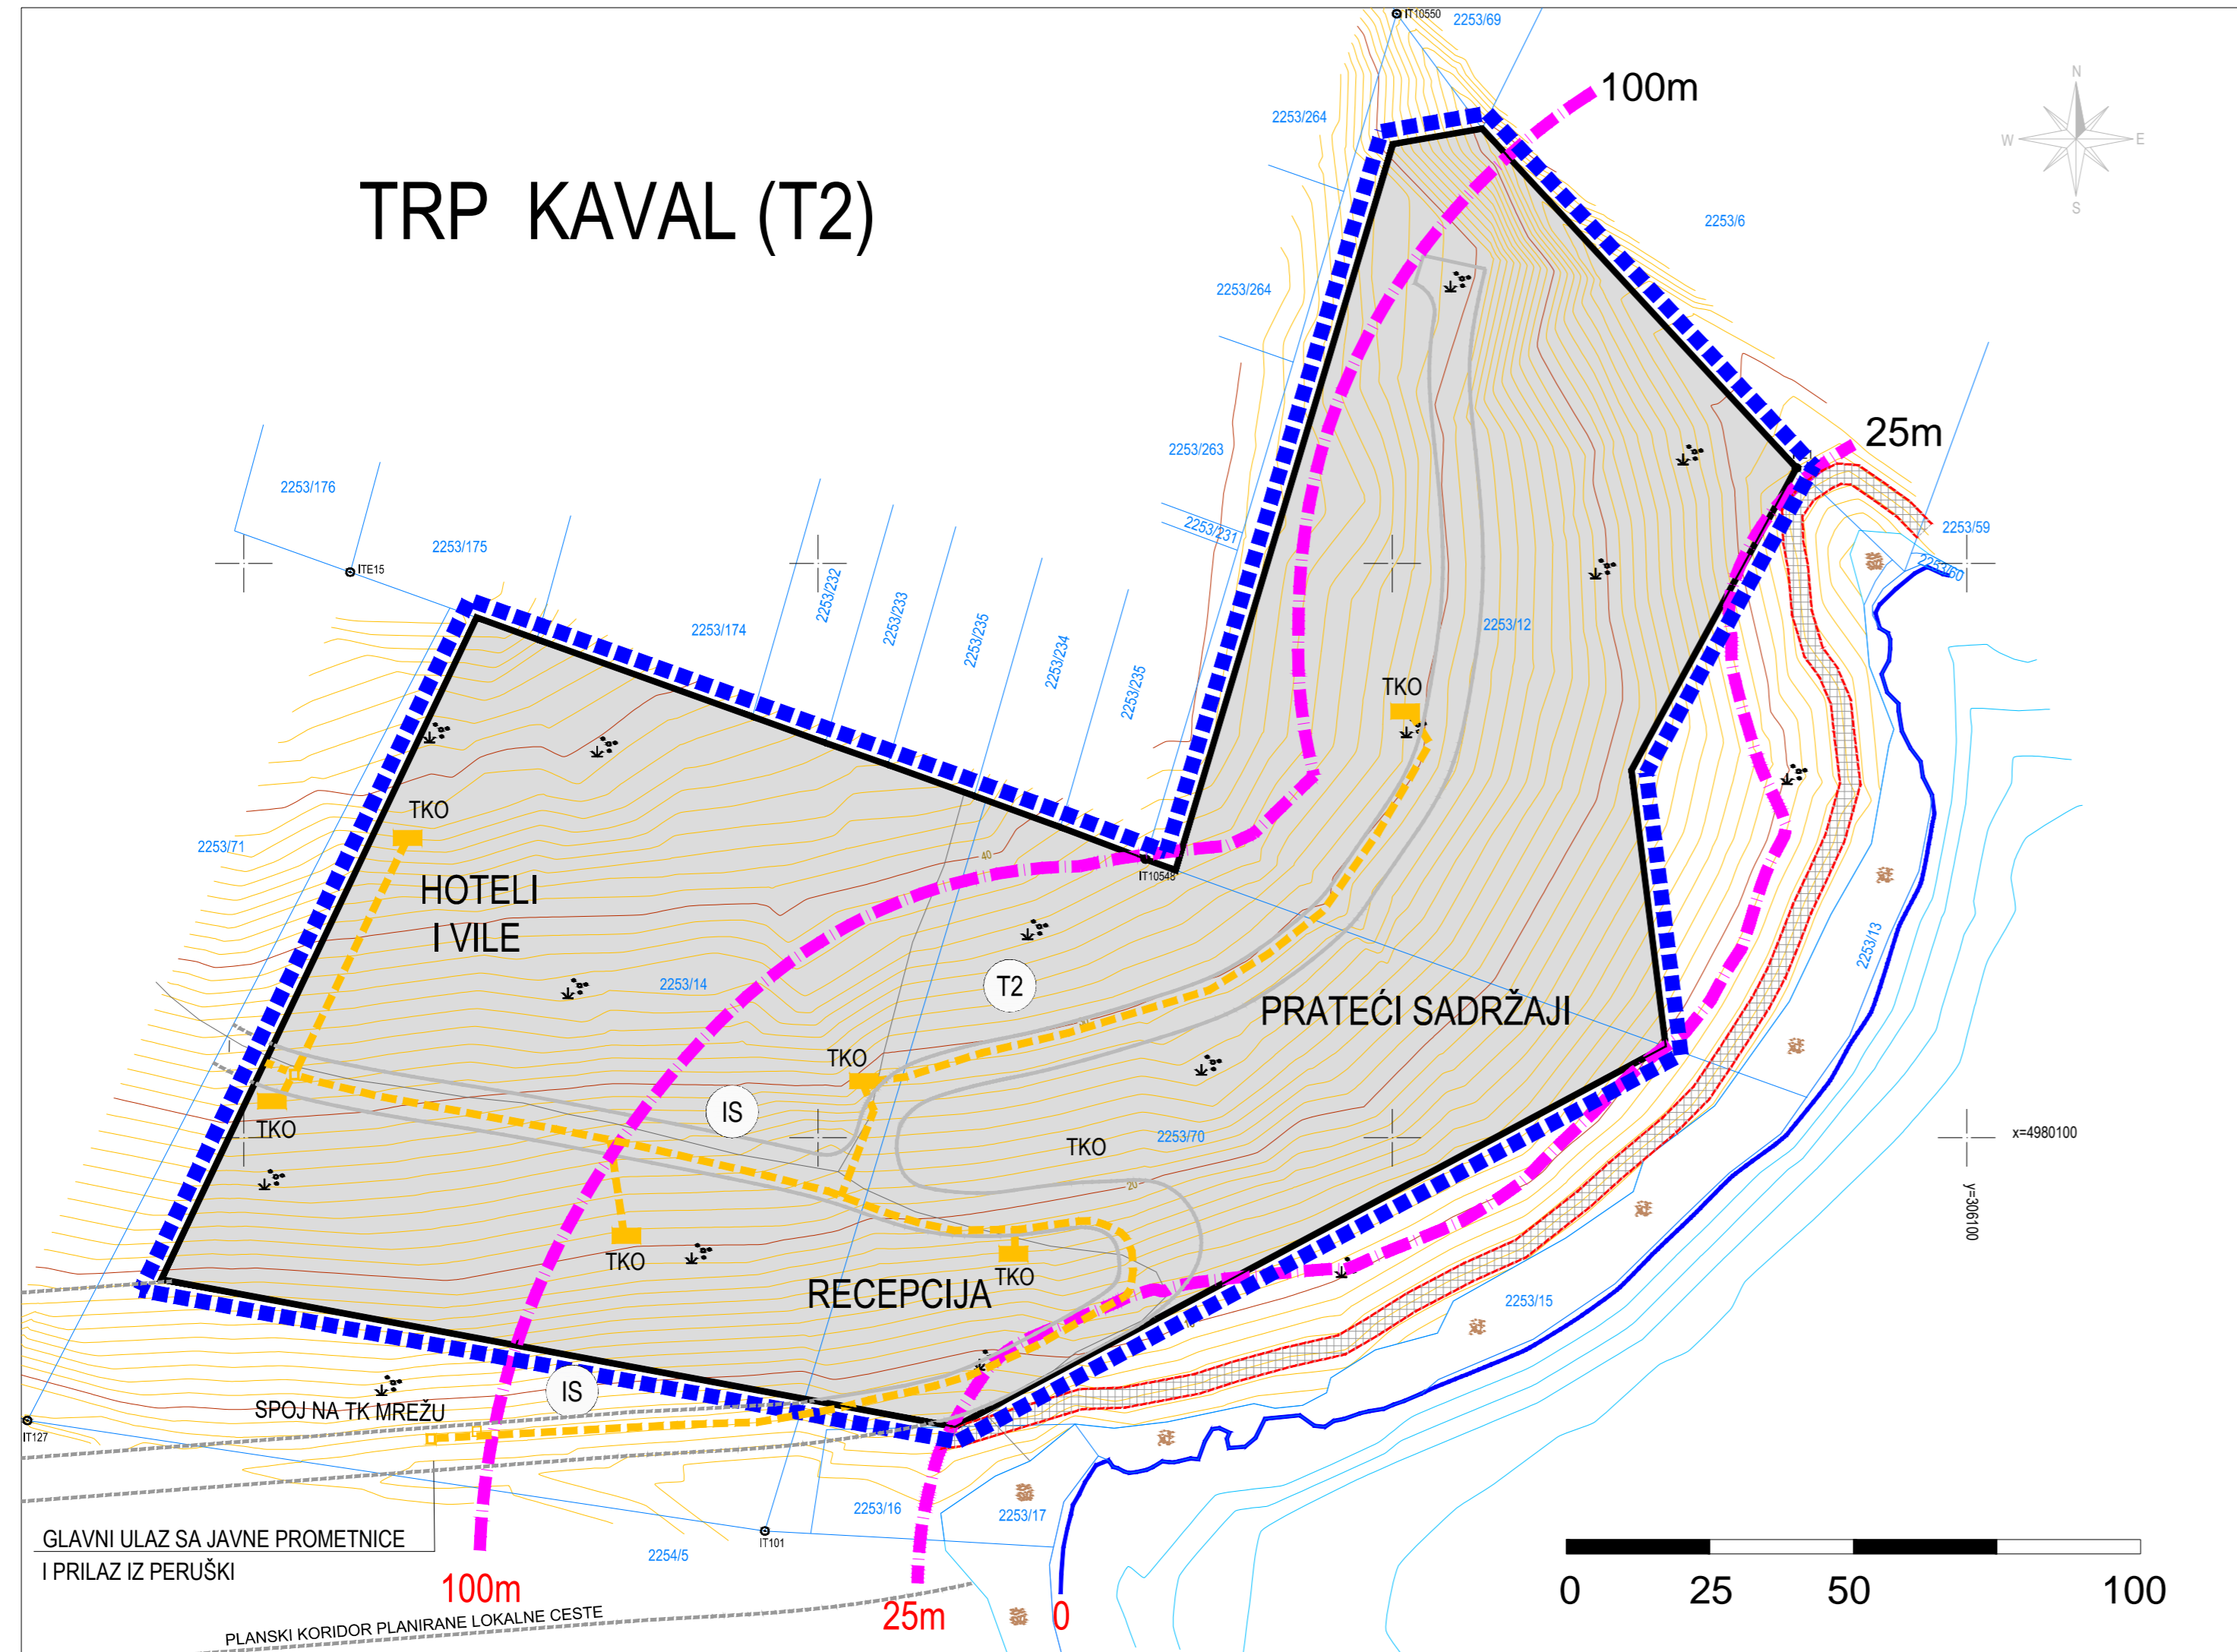 IT10550
2253/69
100m
N
W
E
S
2253/264
TRP KAVAL (T2)
2253/6
2253/264
25m
2253/263
2253/176
2253/231
2253/59
2253/175
2253/60
ITE15
2253/232
2253/233
2253/174
2253/235
2253/234
2253/235
2253/12
TKO
TKO
2253/71
40
IT10548
HOTELI
I VILE
2253/13
2253/14
T2
PRATEĆI SADRŽAJI
TKO
IS
TKO
TKO
2253/70
x=4980100
y=306100
20
TKO
TKO
RECEPCIJA
2253/15
10
IS
SPOJ NA TK MREŽU
IT127
2253/16
2253/17
GLAVNI ULAZ SA JAVNE PROMETNICE
I PRILAZ IZ PERUŠKI
IT101
2254/5
100m
25m
0
PLANSKI KORIDOR PLANIRANE LOKALNE CESTE
0 25 50 100